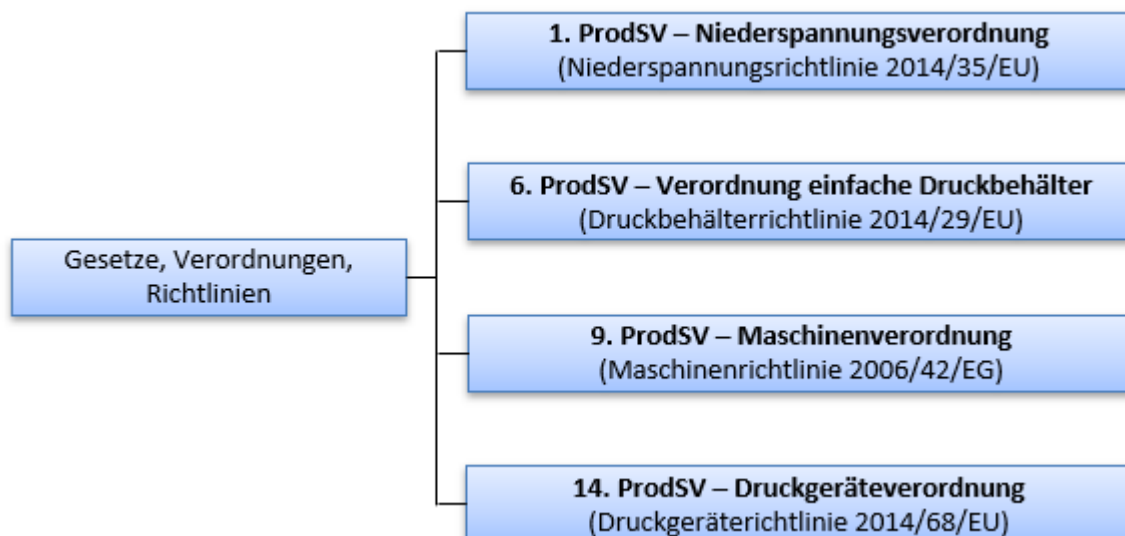 1. ProdSV – Niederspannungsverordnung
(Niederspannungsrichtlinie 2014/35/EU)
6. ProdSV – Verordnung einfache Druckbehälter
(Druckbehälterrichtlinie 2014/29/EU)
Gesetze, Verordnungen,
Richtlinien
9. ProdSV – Maschinenverordnung
(Maschinenrichtlinie 2006/42/EG)
14. ProdSV – Druckgeräteverordnung
(Druckgeräterichtlinie 2014/68/EU)